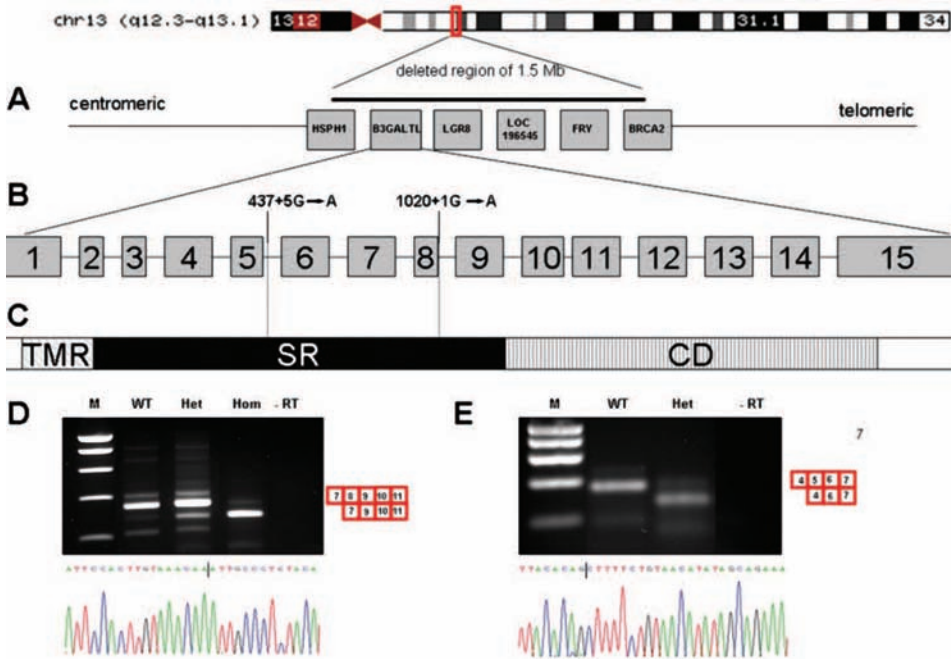 chr13 (q12.3-q13.1)
13 12 31.1 34
deleted region of 1.5 Mb
A
centromeric
telomeric
HSPH1 B3GALTL LGR8 LOC 196545 FRY BRCA2
B
437+5G→A 1020+1G→A
1 2 3 4 5 6 7 8 9 10 11 12 13 14 15
C
TMR SR CD
D
M WT Het Hom - RT
7 8 9 10 11
7 9 10 11
E
M WT Het - RT
7
4 5 6 7
4 6 7